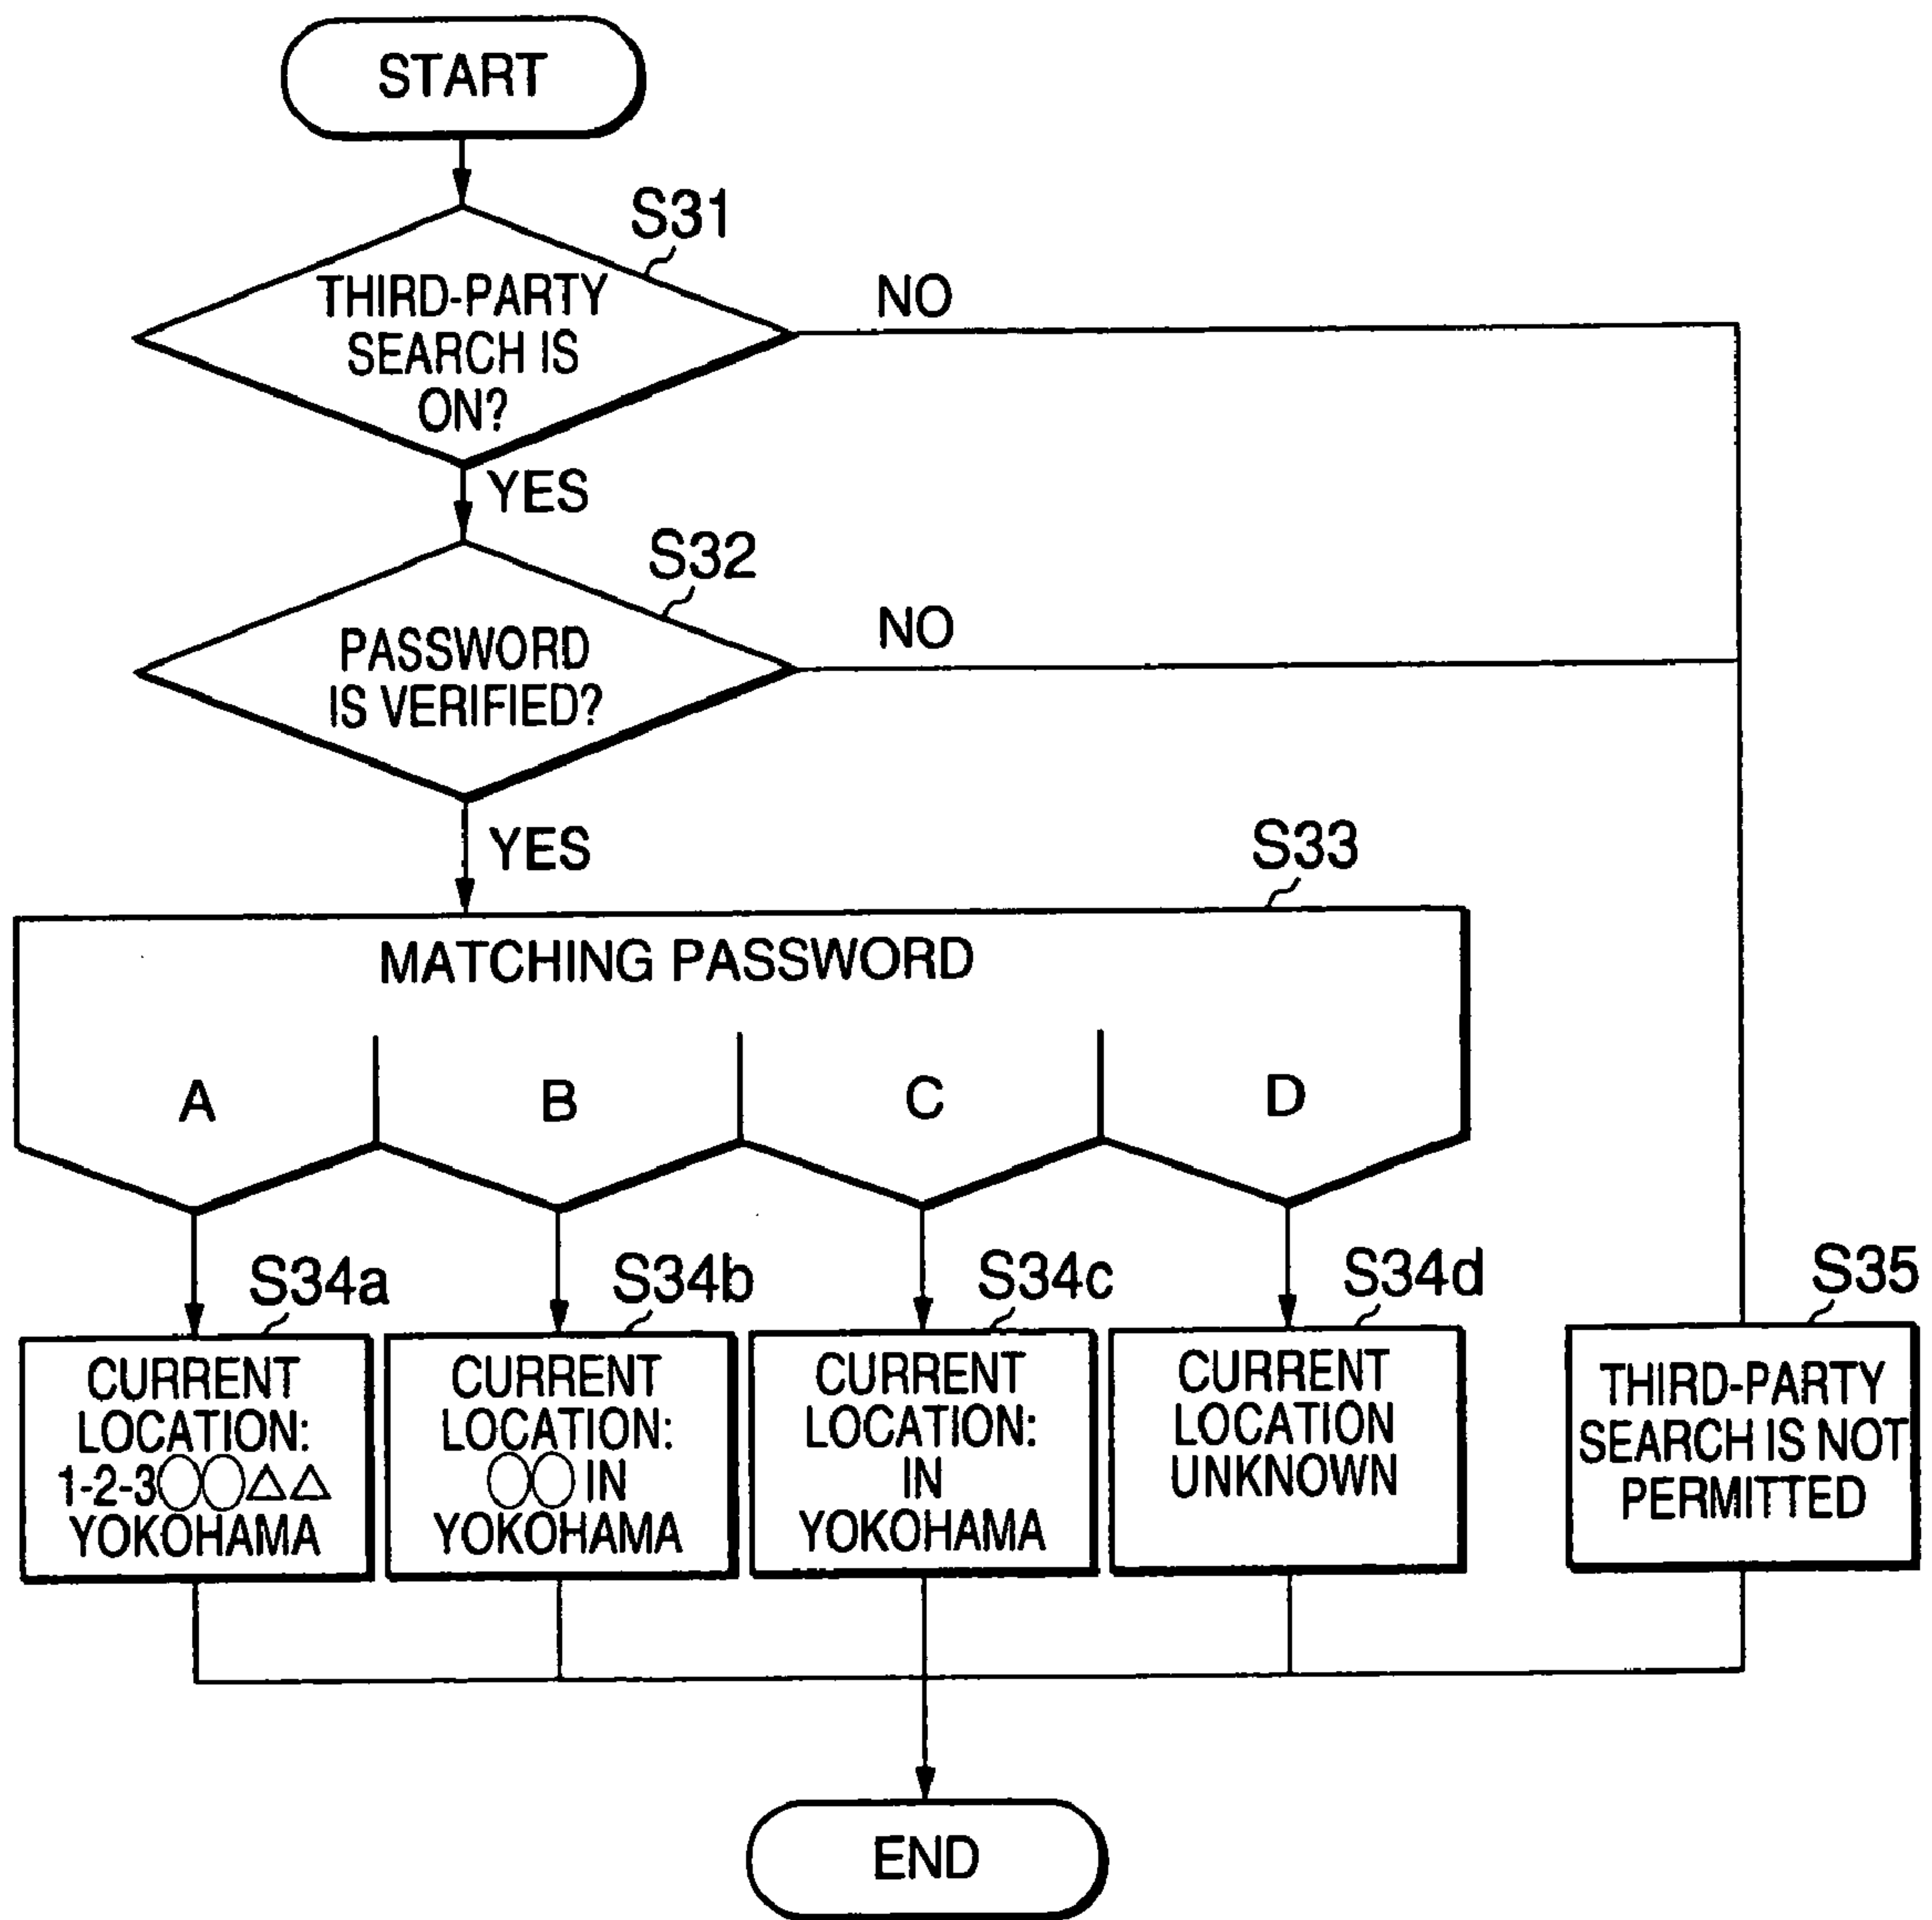 START
S31
THIRD-PARTY
SEARCH IS
ON?
NO
YES
S32
PASSWORD
IS VERIFIED?
NO
YES
S33
MATCHING PASSWORD
A
B
C
D
S34a
CURRENT
LOCATION:
1-2-3○○△△
YOKOHAMA
S34b
CURRENT
LOCATION:
○○ IN
YOKOHAMA
S34c
CURRENT
LOCATION:
IN
YOKOHAMA
S34d
CURRENT
LOCATION
UNKNOWN
S35
THIRD-PARTY
SEARCH IS NOT
PERMITTED
END